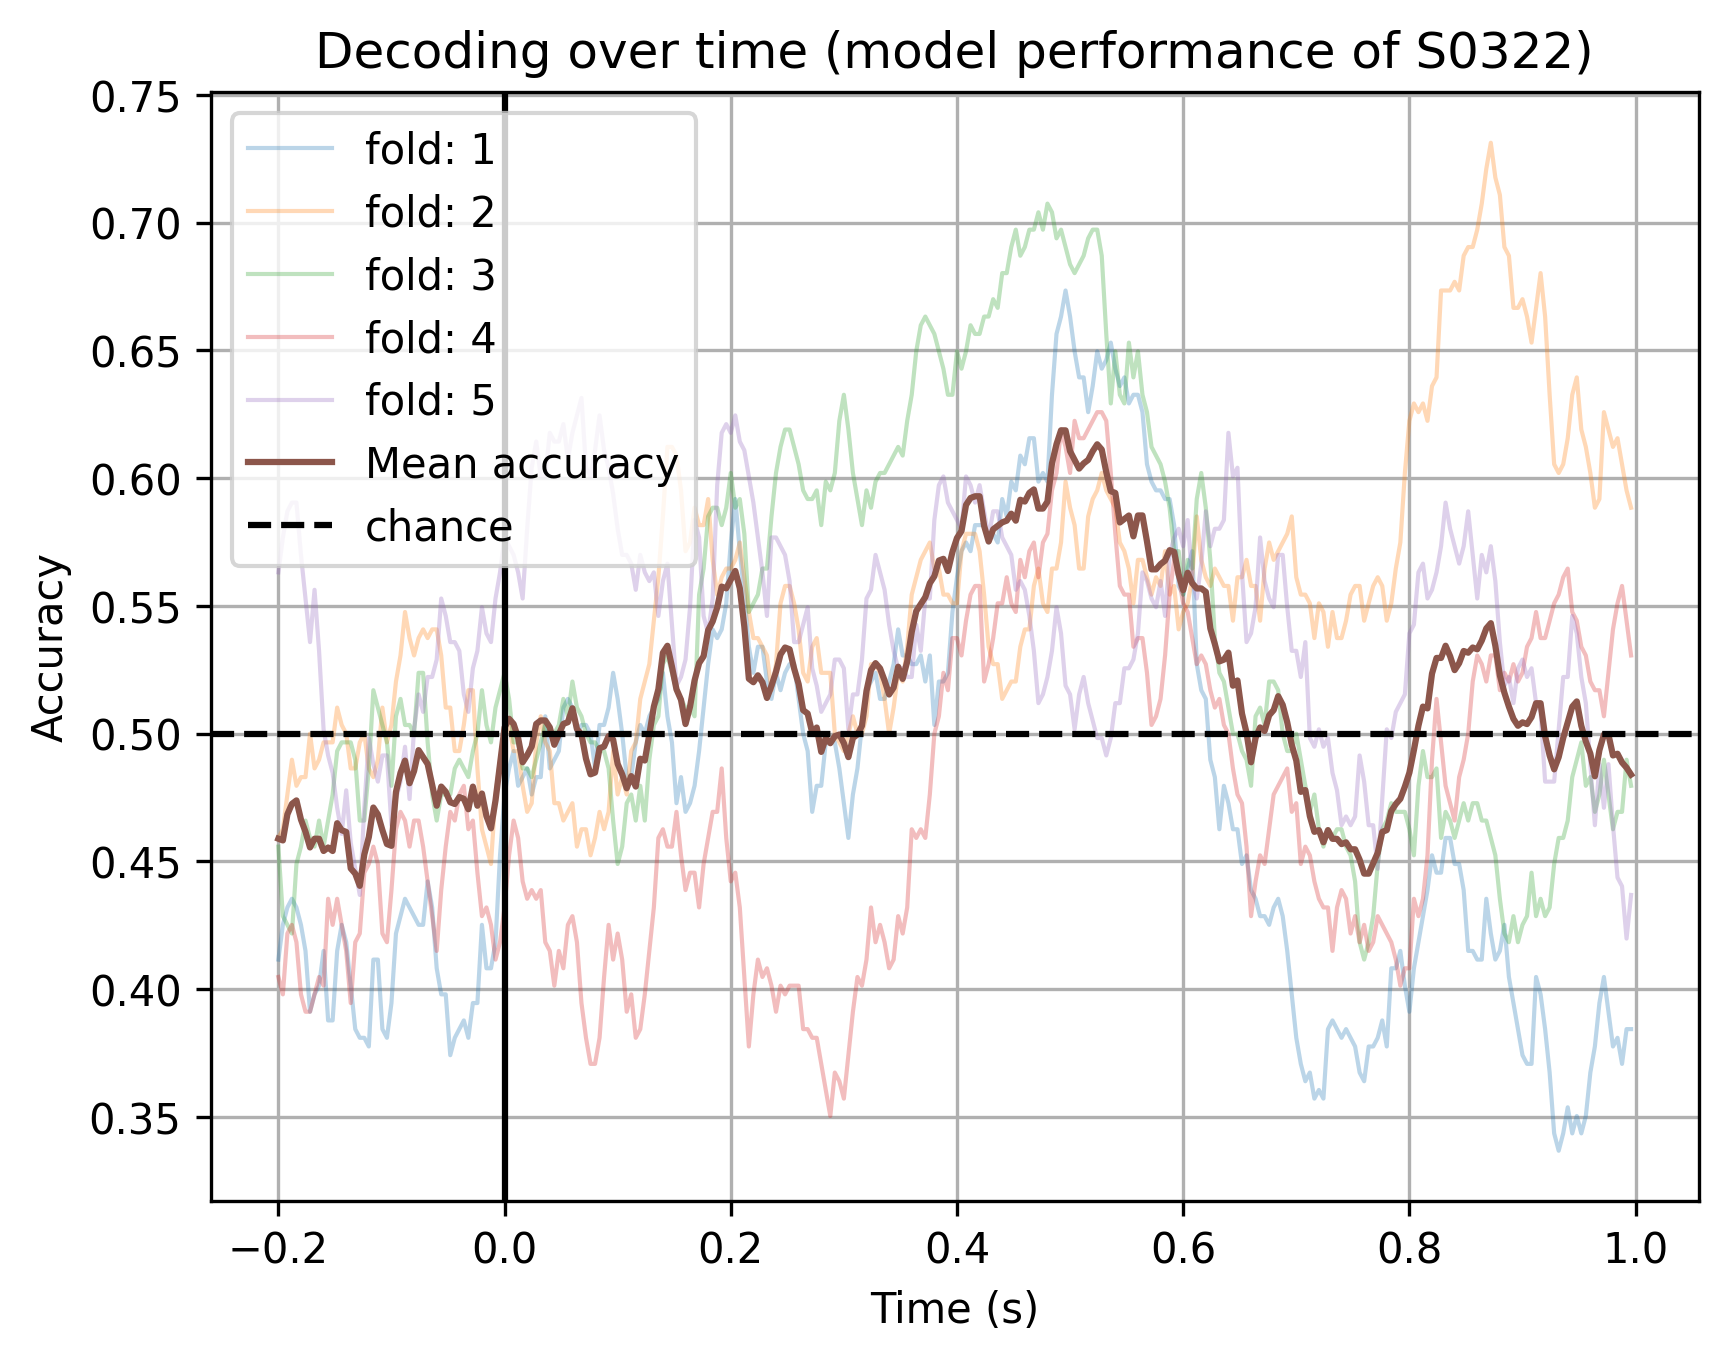 Decoding over time (model performance of S0322)
0.75
0.70
0.65
0.60
0.55
0.50
0.45
0.40
0.35
Accuracy
fold: 1
fold: 2
fold: 3
fold: 4
fold: 5
Mean accuracy
chance
−0.2 0.0 0.2 0.4 0.6 0.8 1.0
Time (s)